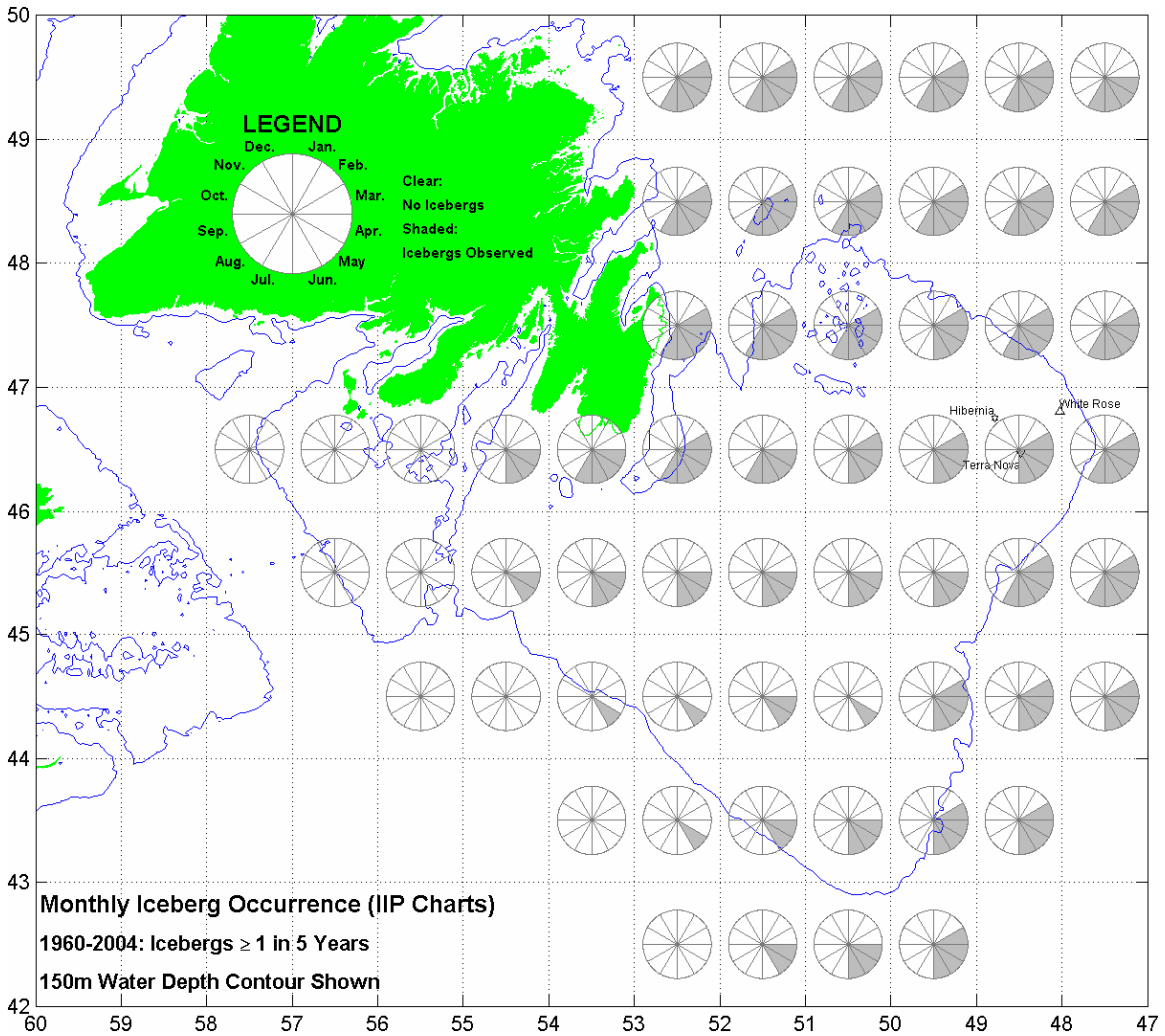 50
49
48
47
46
45
44
43
42
LEGEND
Dec. Jan.
Nov. Feb.
Oct. Mar.
Sep. Apr.
Aug. May
Jul. Jun.
Clear:
No Icebergs
Shaded:
Icebergs Observed
Hibernia
White Rose
Terra Nova
Monthly Iceberg Occurrence (IIP Charts)
1960-2004: Icebergs ≥ 1 in 5 Years
150m Water Depth Contour Shown
60 59 58 57 56 55 54 53 52 51 50 49 48 47